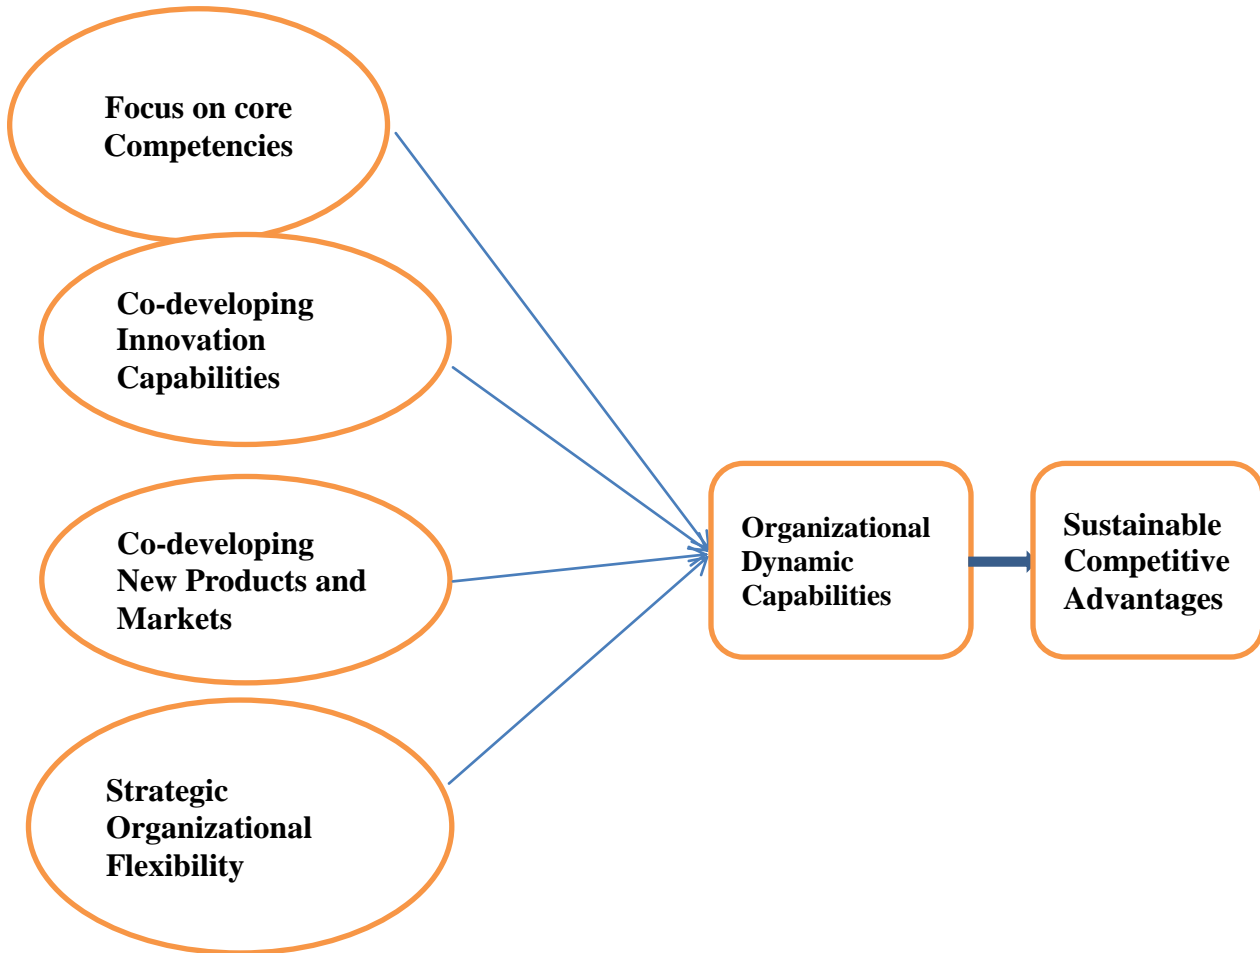 Focus on core
Competencies
Co-developing
Innovation
Capabilities
Co-developing
New Products and
Markets
Strategic
Organizational
Flexibility
Organizational
Dynamic
Capabilities
Sustainable
Competitive
Advantages